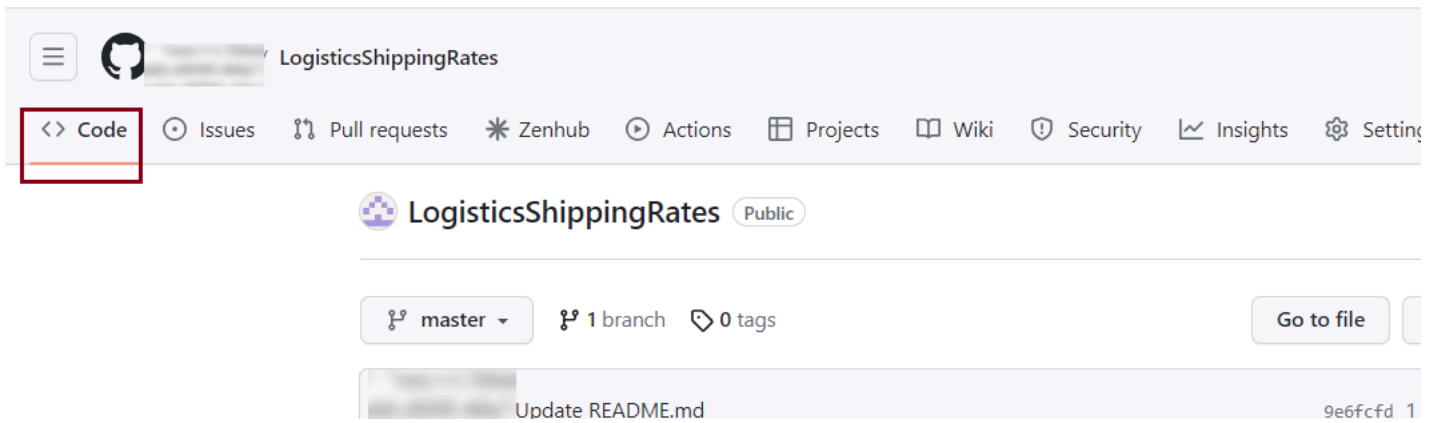 / LogisticsShippingRates
<> Code Issues Pull requests Zenhub Actions Projects Wiki Security Insights
LogisticsShippingRates Public
master 1 branch 0 tags Go to file
Update README.md 9e6fcfd 1